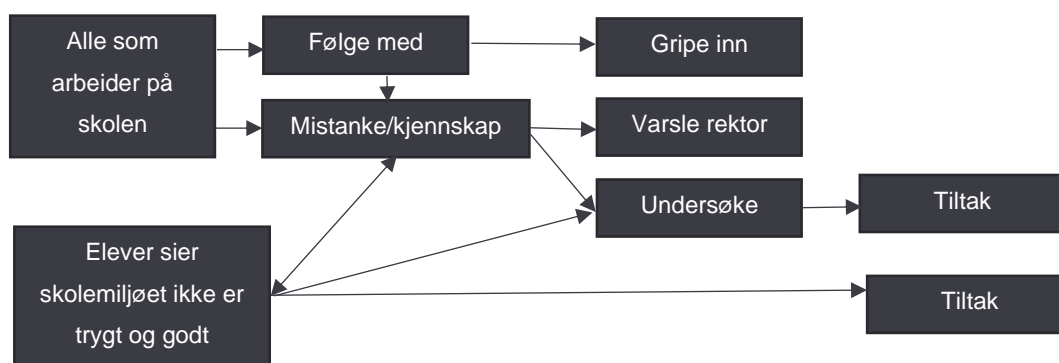 Alle som
arbeider på
skolen
Følge med
Gripe inn
Mistanke/kjennskap
Varsle rektor
Undersøke
Tiltak
Elever sier
skolemiljøet ikke er
trygt og godt
Tiltak